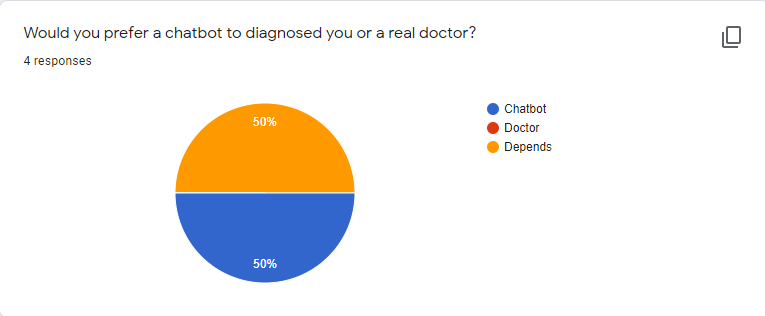 Would you prefer a chatbot to diagnosed you or a real doctor?
4 responses
50%
50%
Chatbot
Doctor
Depends